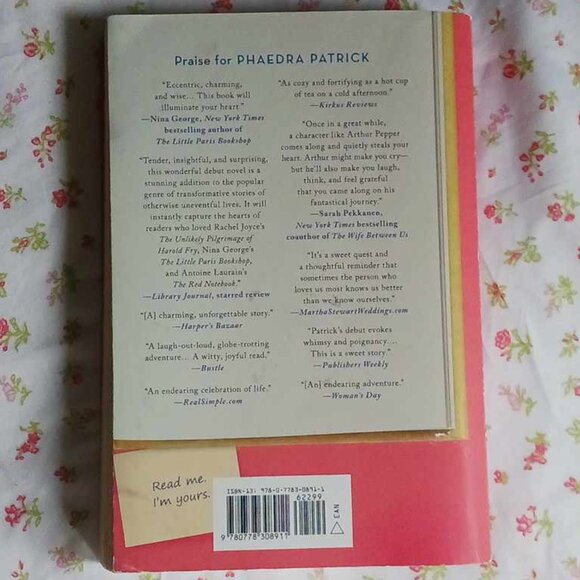 Praise for PHAEDRA PATRICK
"Eccentric, charming,
and wise... This book will
illuminate your heart."
—Nina George, New York Times
bestselling author of
The Little Paris Bookshop
"Tender, insightful, and surprising,
this wonderful debut novel is a
stunning addition to the popular
genre of transformative stories of
otherwise uneventful lives. It will
instantly capture the hearts of
readers who loved Rachel Joyce's
The Unlikely Pilgrimage of
Harold Fry, Nina George's
The Little Paris Bookshop,
and Antoine Laurain's
The Red Notebook."
—Library Journal, starred review
"[A] charming, unforgettable story."
—Harper's Bazaar
"A laugh-out-loud, globe-trotting
adventure... A witty, joyful read."
—Bustle
"An endearing celebration of life."
—RealSimple.com
"As cozy and fortifying as a hot cup
of tea on a cold afternoon."
—Kirkus Reviews
"Once in a great while,
a character like Arthur Pepper
comes along and quietly steals your
heart. Arthur might make you cry—
but he'll also make you laugh,
think, and feel grateful
that you came along on his
fantastical journey."
—Sarah Pekkanen,
New York Times bestselling
coauthor of The Wife Between Us
"It's a sweet quest and
a thoughtful reminder that
sometimes the person who
loves us most knows us better
than we know ourselves."
—MarthaStewartWeddings.com
"Patrick's debut evokes
whimsy and poignancy....
This is a sweet story."
—Publishers Weekly
"[An] endearing adventure."
—Woman's Day
Read me.
I'm yours.
ISBN-13: 978-0-7783-0891-1
62299
9 780778 308911
EAN